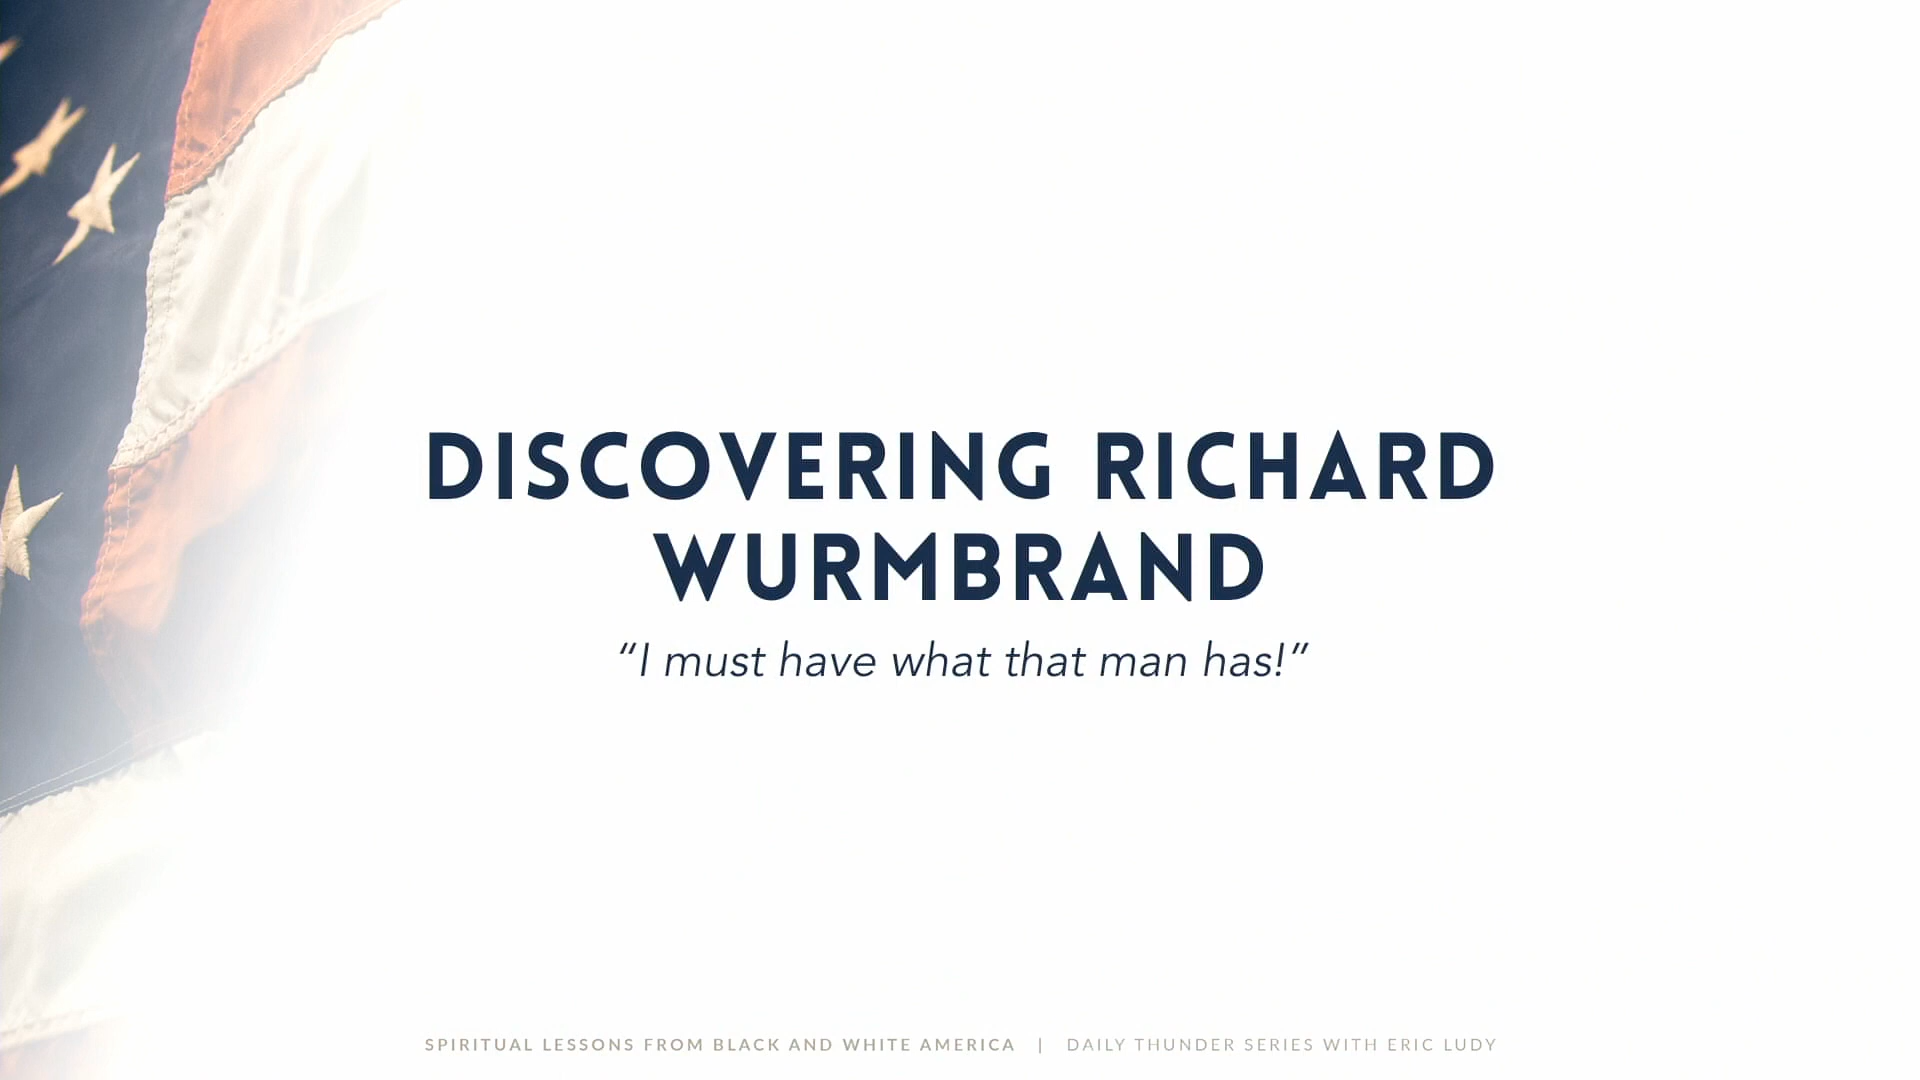 DISCOVERING RICHARD
WURMBRAND
“I must have what that man has!”
SPIRITUAL LESSONS FROM BLACK AND WHITE AMERICA | DAILY THUNDER SERIES WITH ERIC LUDY